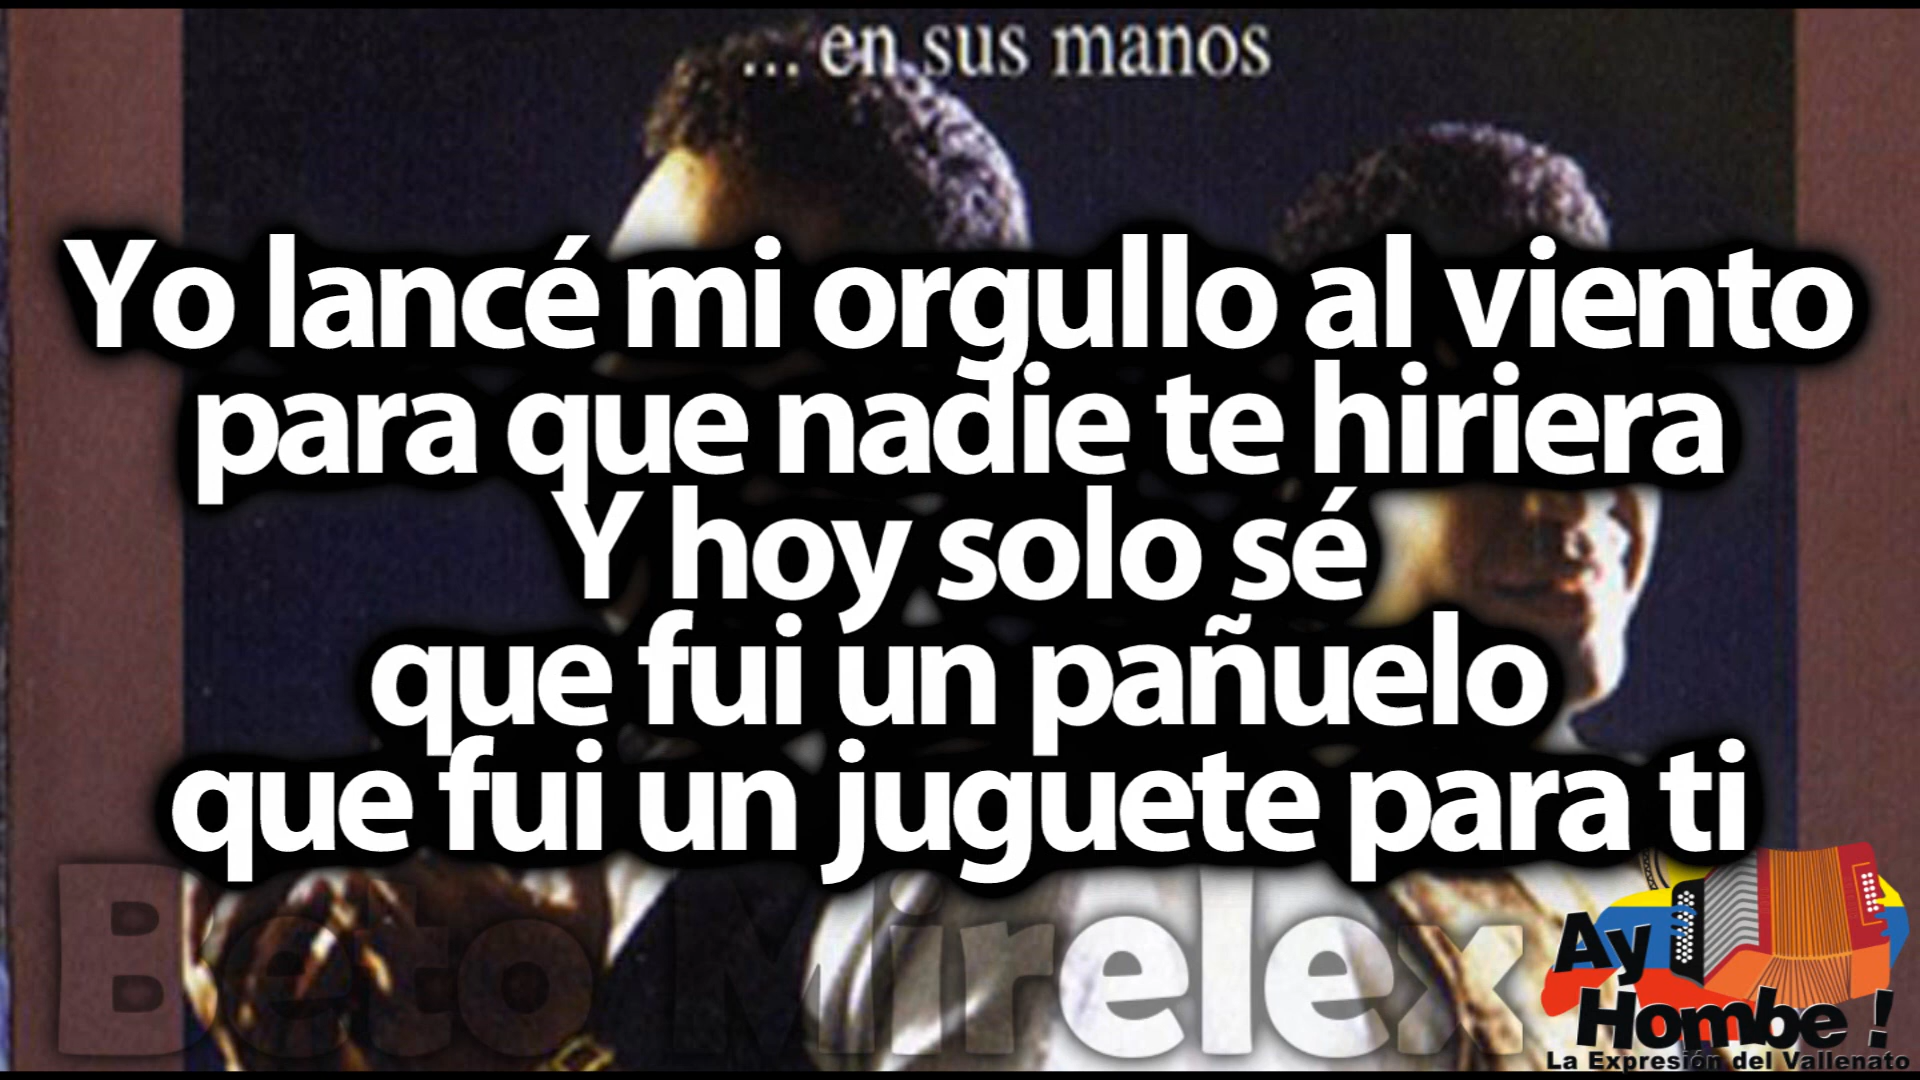 ... en sus manos
Yo lancé mi orgullo al viento
para que nadie te hiriera
Y hoy solo sé
que fui un pañuelo
que fui un juguete para ti
Beto Mirelex
Ay
Hombe !
La Expresión del Vallenato